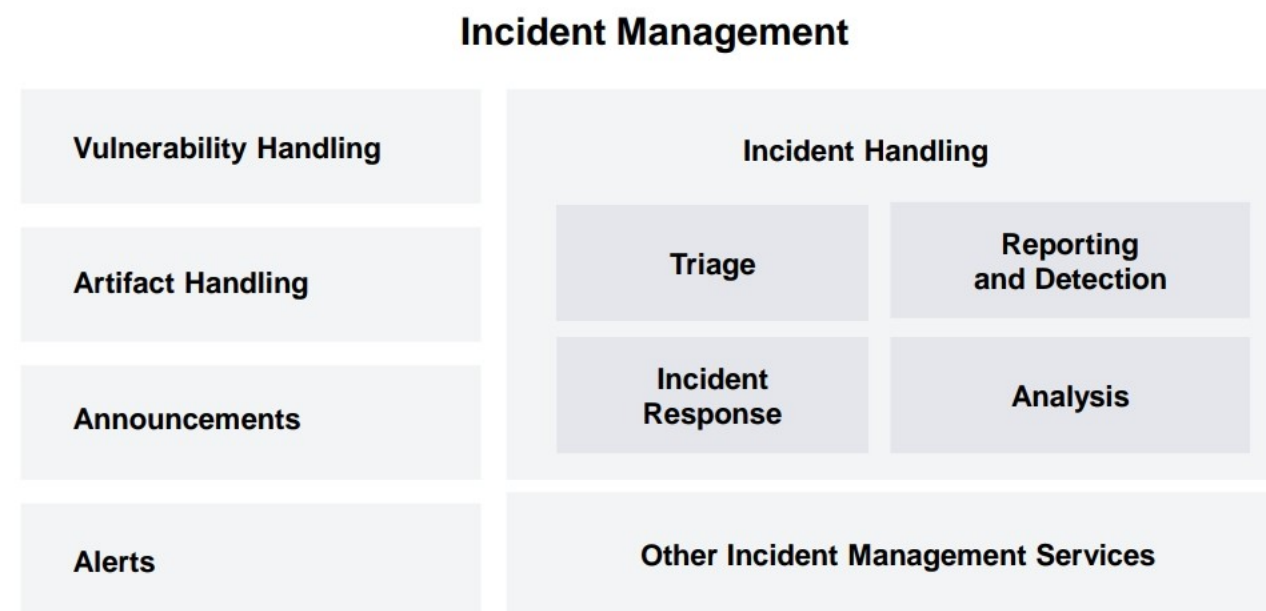 Incident Management
Vulnerability Handling
Artifact Handling
Announcements
Alerts
Incident Handling
Triage
Reporting
and Detection
Incident
Response
Analysis
Other Incident Management Services